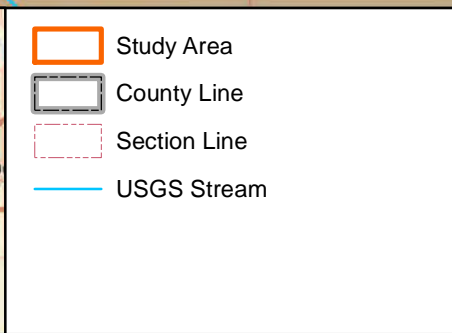 Study Area
County Line
Section Line
USGS Stream